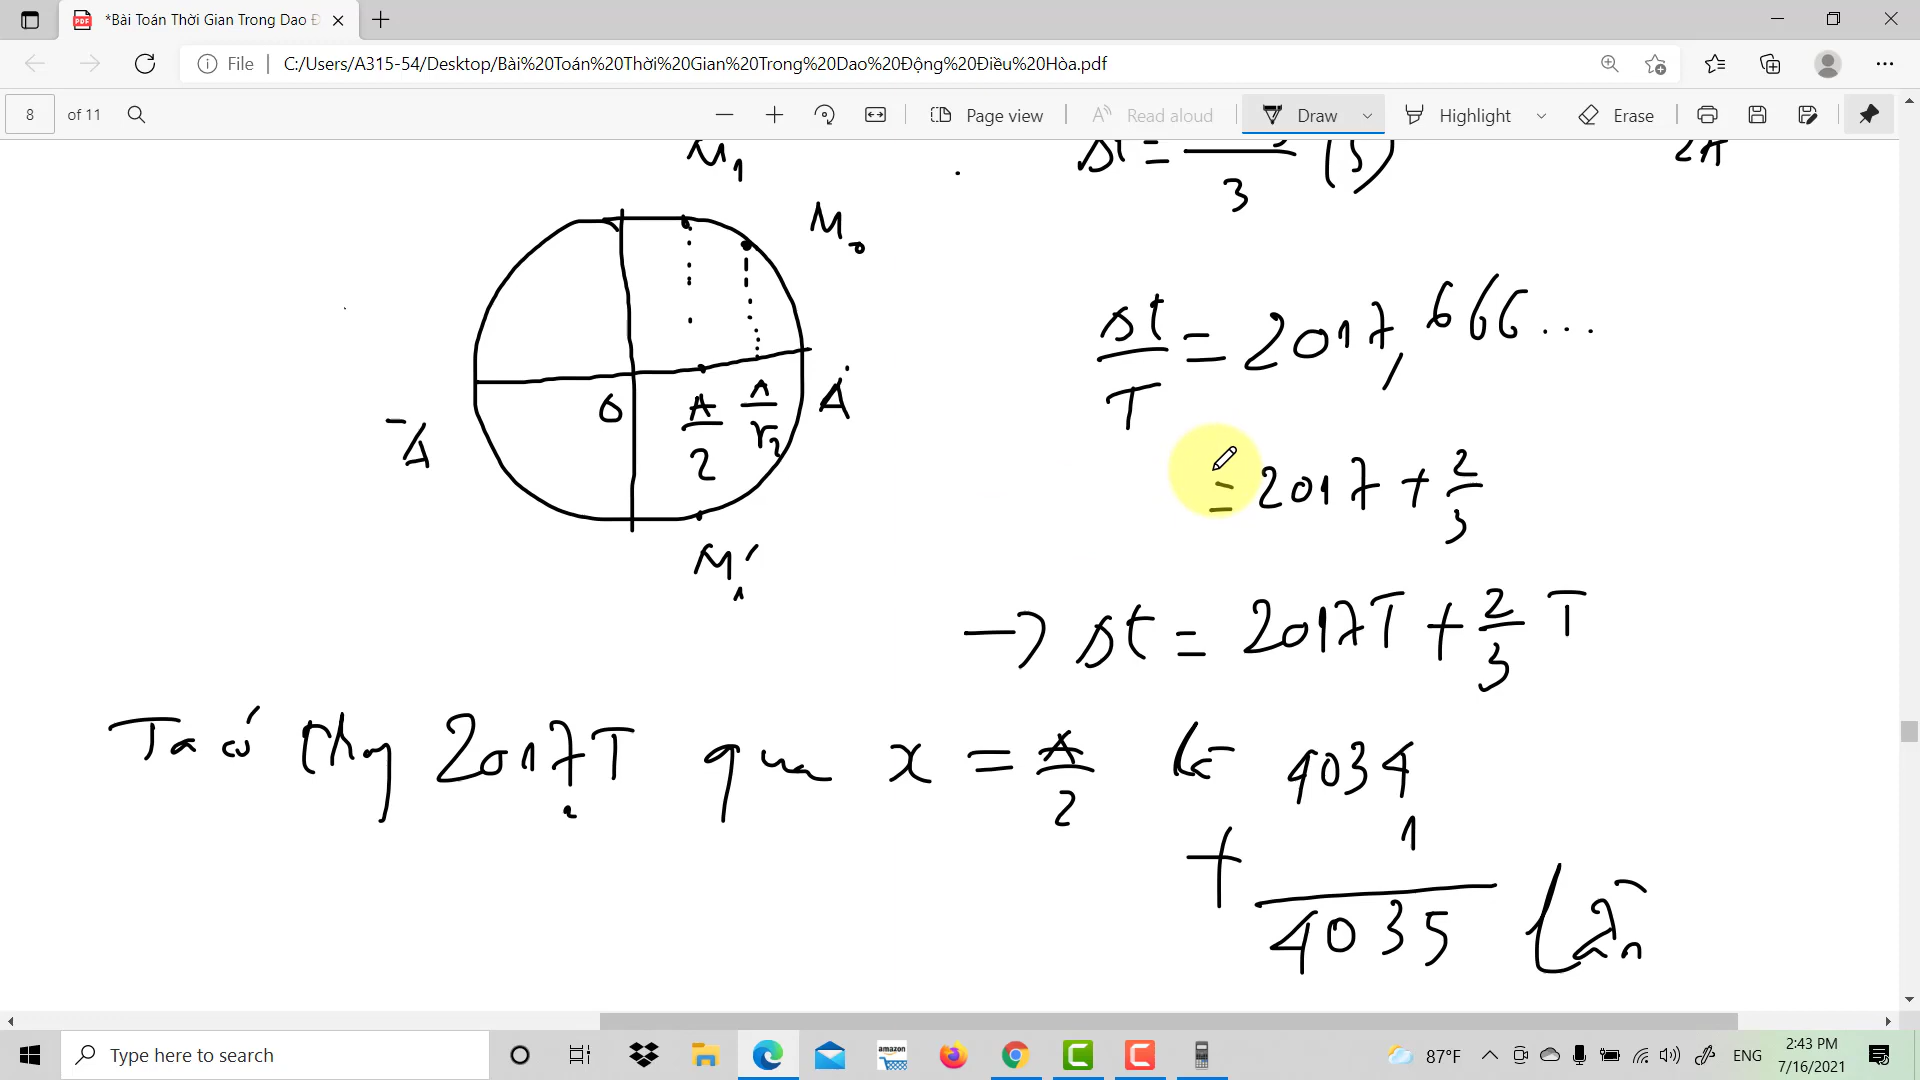 *Bài Toán Thời Gian Trong Dao Đ
File C:/Users/A315-54/Desktop/Bài%20Toán%20Thời%20Gian%20Trong%20Dao%20Động%20Điều%20Hòa.pdf
8 of 11 Page view Read aloud Draw Highlight Erase
M₁
M₀
O
A/2
A/√2
A
-A
M₁'
Δt = 3 (s)
2π
Δt/T = 2017,666...
= 2017 + 2/3
→ Δt = 2017T + 2/3 T
Ta có 2017T qua x = A/2 là 4034
+ 1
4035 lần
Type here to search
amazon
87°F ENG 2:43 PM
7/16/2021